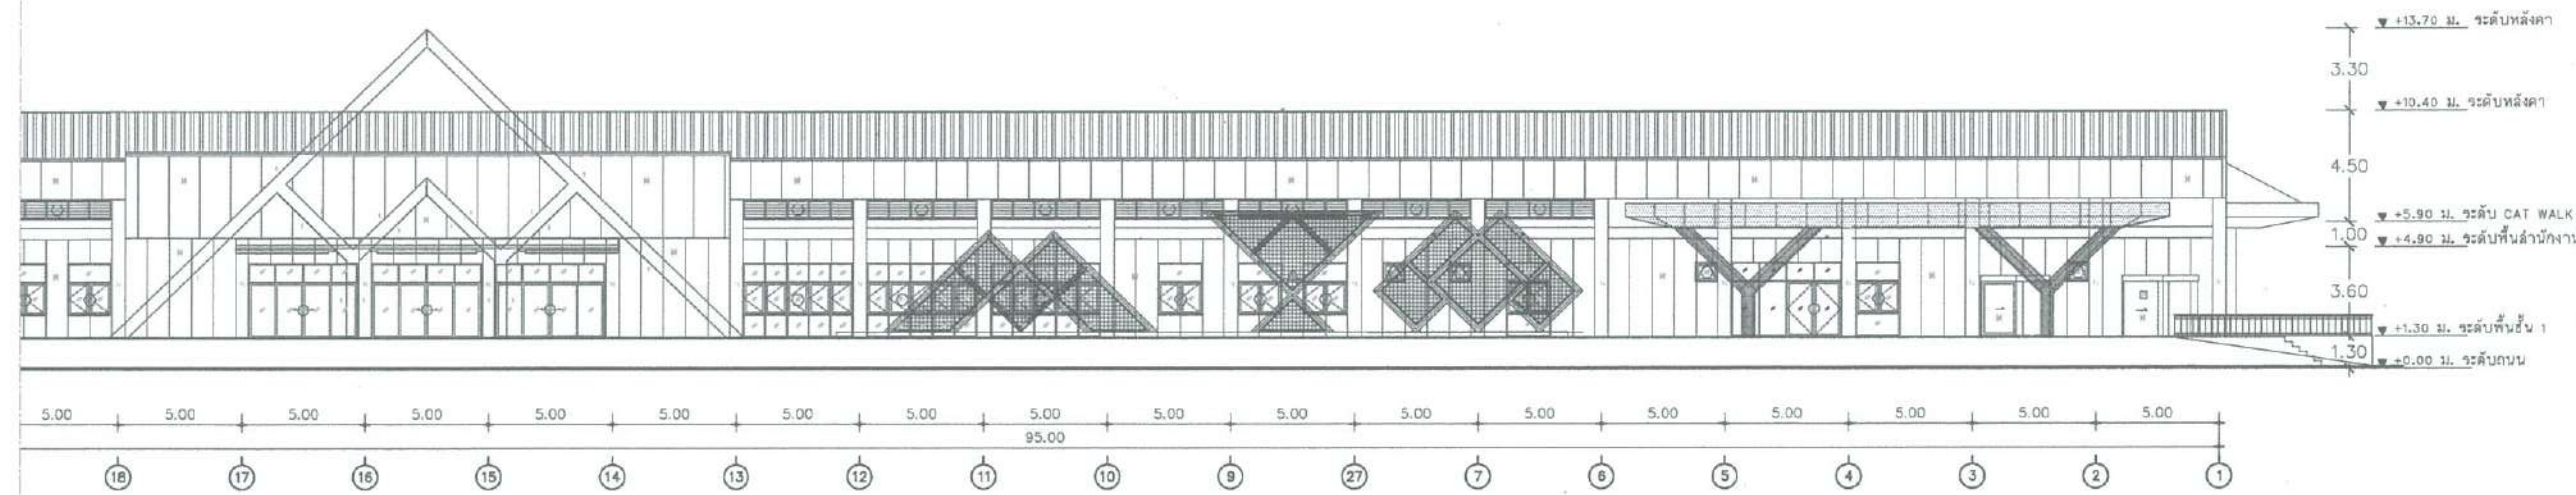 +13.70 ม. ระดับหลังคา
3.30
+10.40 ม. ระดับหลังคา
4.50
+5.90 ม. ระดับ CAT WALK
1.00
+4.90 ม. ระดับพื้นสำนักงาน
3.60
+1.30 ม. ระดับพื้นชั้น 1
1.30
+0.00 ม. ระดับถนน
5.00 5.00 5.00 5.00 5.00 5.00 5.00 5.00 5.00 5.00 5.00 5.00 5.00 5.00 5.00 5.00 5.00 5.00
95.00
18 17 16 15 14 13 12 11 10 9 27 7 6 5 4 3 2 1